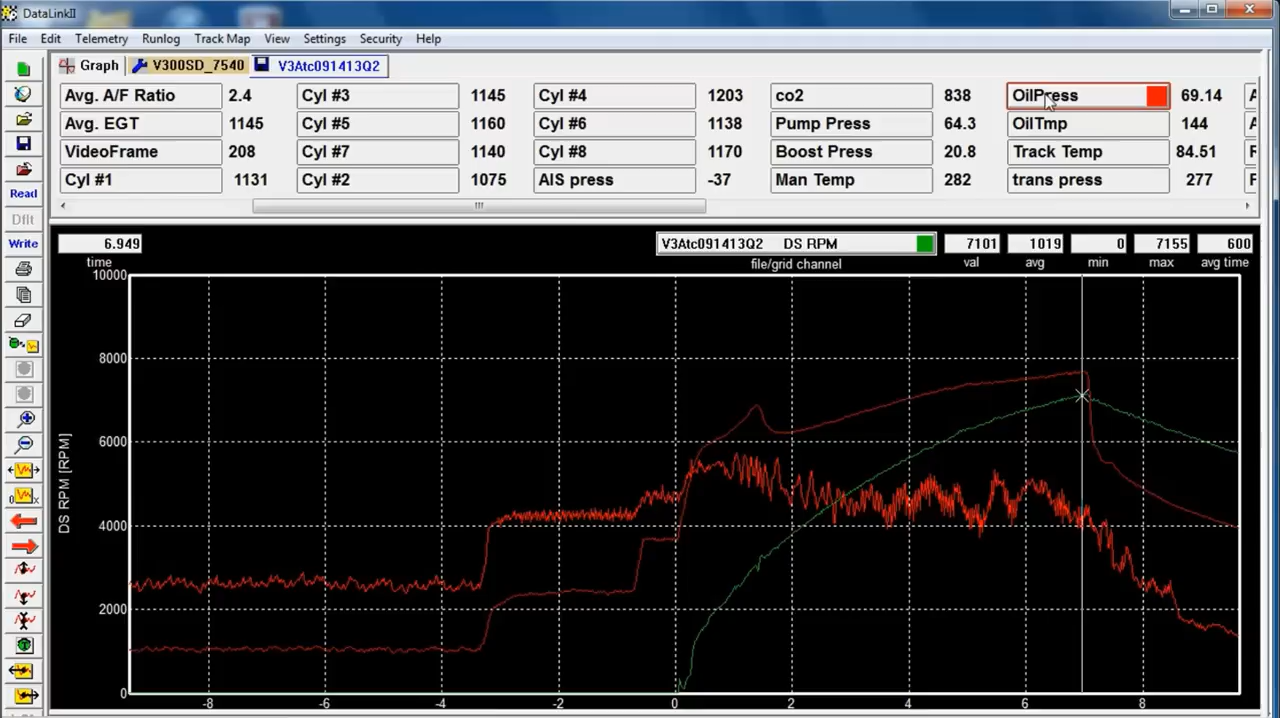 DataLinkII
File Edit Telemetry Runlog Track Map View Settings Security Help
Graph V300SD_7540 V3Atc091413Q2
Avg. A/F Ratio 2.4 Cyl #3 1145 Cyl #4 1203 co2 838 OilPress 69.14 A
Avg. EGT 1145 Cyl #5 1160 Cyl #6 1138 Pump Press 64.3 OilTmp 144 A
VideoFrame 208 Cyl #7 1140 Cyl #8 1170 Boost Press 20.8 Track Temp 84.51 R
Cyl #1 1131 Cyl #2 1075 AIS press -37 Man Temp 282 trans press 277 F
Read
Dflt
Write
6.949 V3Atc091413Q2 DS RPM 7101 1019 0 7155 600
time file/grid channel val avg min max avg time
10000
8000
6000
4000
2000
0
DS RPM [RPM]
-8 -6 -4 -2 0 2 4 6 8